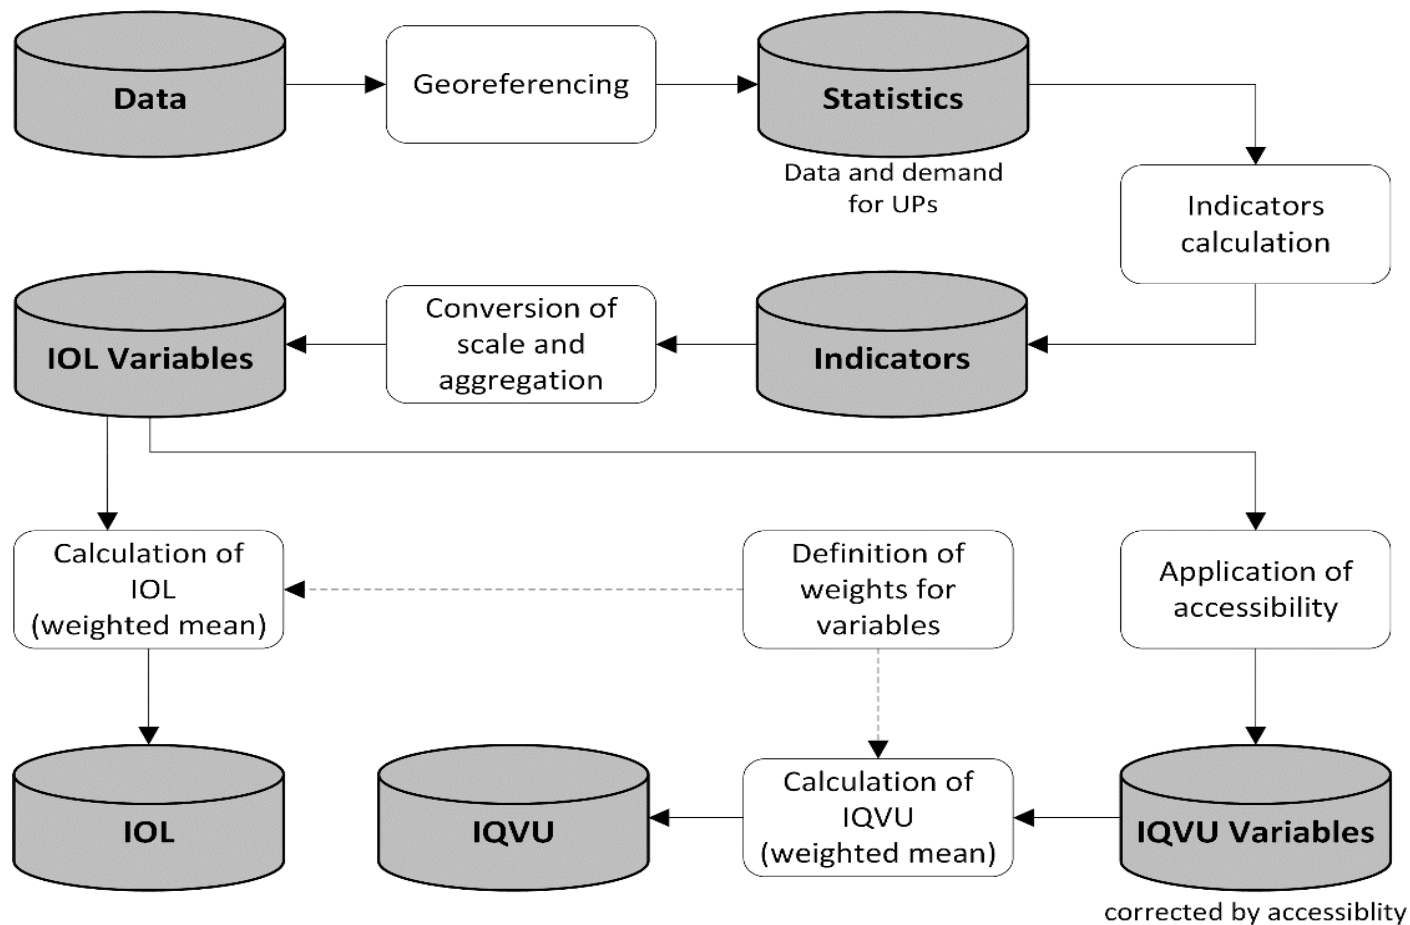 Data
Georeferencing
Statistics
Data and demand
for UPs
Indicators
calculation
IOL Variables
Conversion of
scale and
aggregation
Indicators
Calculation of
IOL
(weighted mean)
Definition of
weights for
variables
Application of
accessibility
IOL
IQVU
Calculation of
IQVU
(weighted mean)
IQVU Variables
corrected by accessiblity